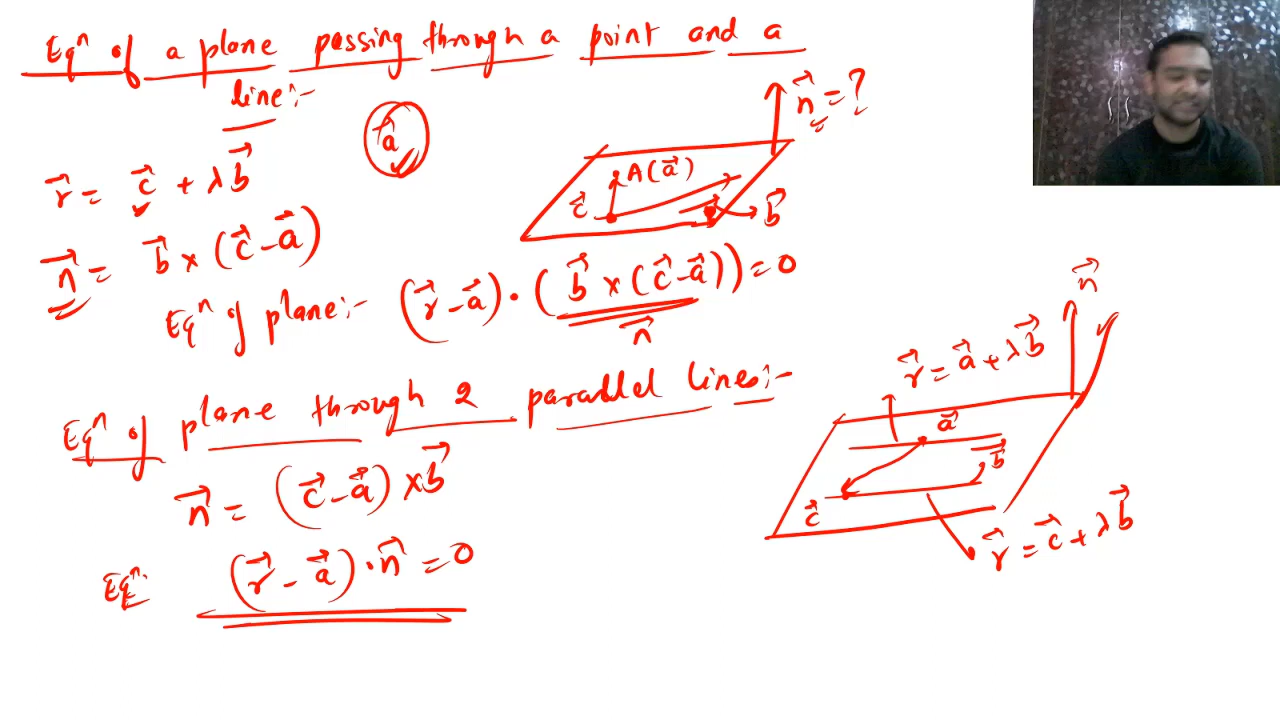 Eqⁿ of a plane passing through a point and a
line:-
a⃗
n⃗ = ?
r⃗ = c⃗ + λb⃗
A(a⃗)
c⃗
b⃗
n⃗ = b⃗ × (c⃗ - a⃗)
Eqⁿ of plane:- (r⃗ - a⃗) · (b⃗ × (c⃗ - a⃗)) = 0
n⃗
Eqⁿ of plane through 2 parallel lines:-
n⃗ = (c⃗ - a⃗) × b⃗
Eqⁿ: (r⃗ - a⃗) · n⃗ = 0
n⃗
r⃗ = a⃗ + λb⃗
a⃗
b⃗
c⃗
r⃗ = c⃗ + λb⃗